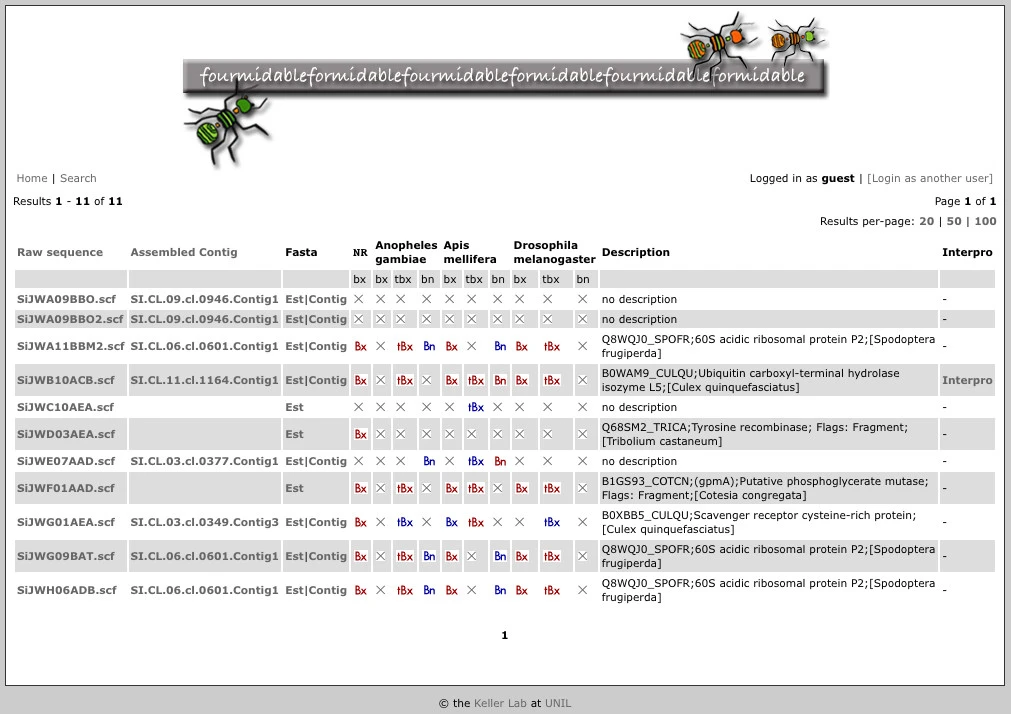 fourmidableformidablefourmidableformidablefourmidableformidable
Home | Search Logged in as guest | [Login as another user]
Results 1 - 11 of 11 Page 1 of 1
Results per-page: 20 | 50 | 100
Raw sequence Assembled Contig Fasta NR Anopheles gambiae Apis mellifera Drosophila melanogaster Description Interpro
bx bx tbx bn bx tbx bn bx tbx bn
SiJWA09BBO.scf SI.CL.09.cl.0946.Contig1 Est|Contig no description -
SiJWA09BBO2.scf SI.CL.09.cl.0946.Contig1 Est|Contig no description -
SiJWA11BBM2.scf SI.CL.06.cl.0601.Contig1 Est|Contig Bx tBx Bn Bx Bn Bx tBx Q8WQJ0_SPOFR;60S acidic ribosomal protein P2;[Spodoptera -
frugiperda]
SiJWB10ACB.scf SI.CL.11.cl.1164.Contig1 Est|Contig Bx tBx Bx tBx Bn Bx tBx B0WAM9_CULQU;Ubiquitin carboxyl-terminal hydrolase Interpro
isozyme L5;[Culex quinquefasciatus]
SiJWC10AEA.scf Est tBx no description -
SiJWD03AEA.scf Est Bx Q68SM2_TRICA;Tyrosine recombinase; Flags: Fragment; -
[Tribolium castaneum]
SiJWE07AAD.scf SI.CL.03.cl.0377.Contig1 Est|Contig Bn tBx Bn no description -
SiJWF01AAD.scf Est Bx tBx Bx tBx Bx tBx B1GS93_COTCN;(gpmA);Putative phosphoglycerate mutase; -
Flags: Fragment;[Cotesia congregata]
SiJWG01AEA.scf SI.CL.03.cl.0349.Contig3 Est|Contig Bx tBx Bx tBx tBx B0XBB5_CULQU;Scavenger receptor cysteine-rich protein; -
[Culex quinquefasciatus]
SiJWG09BAT.scf SI.CL.06.cl.0601.Contig1 Est|Contig Bx tBx Bn Bx Bn Bx tBx Q8WQJ0_SPOFR;60S acidic ribosomal protein P2;[Spodoptera -
frugiperda]
SiJWH06ADB.scf SI.CL.06.cl.0601.Contig1 Est|Contig Bx tBx Bn Bx Bn Bx tBx Q8WQJ0_SPOFR;60S acidic ribosomal protein P2;[Spodoptera -
frugiperda]
1
© the Keller Lab at UNIL